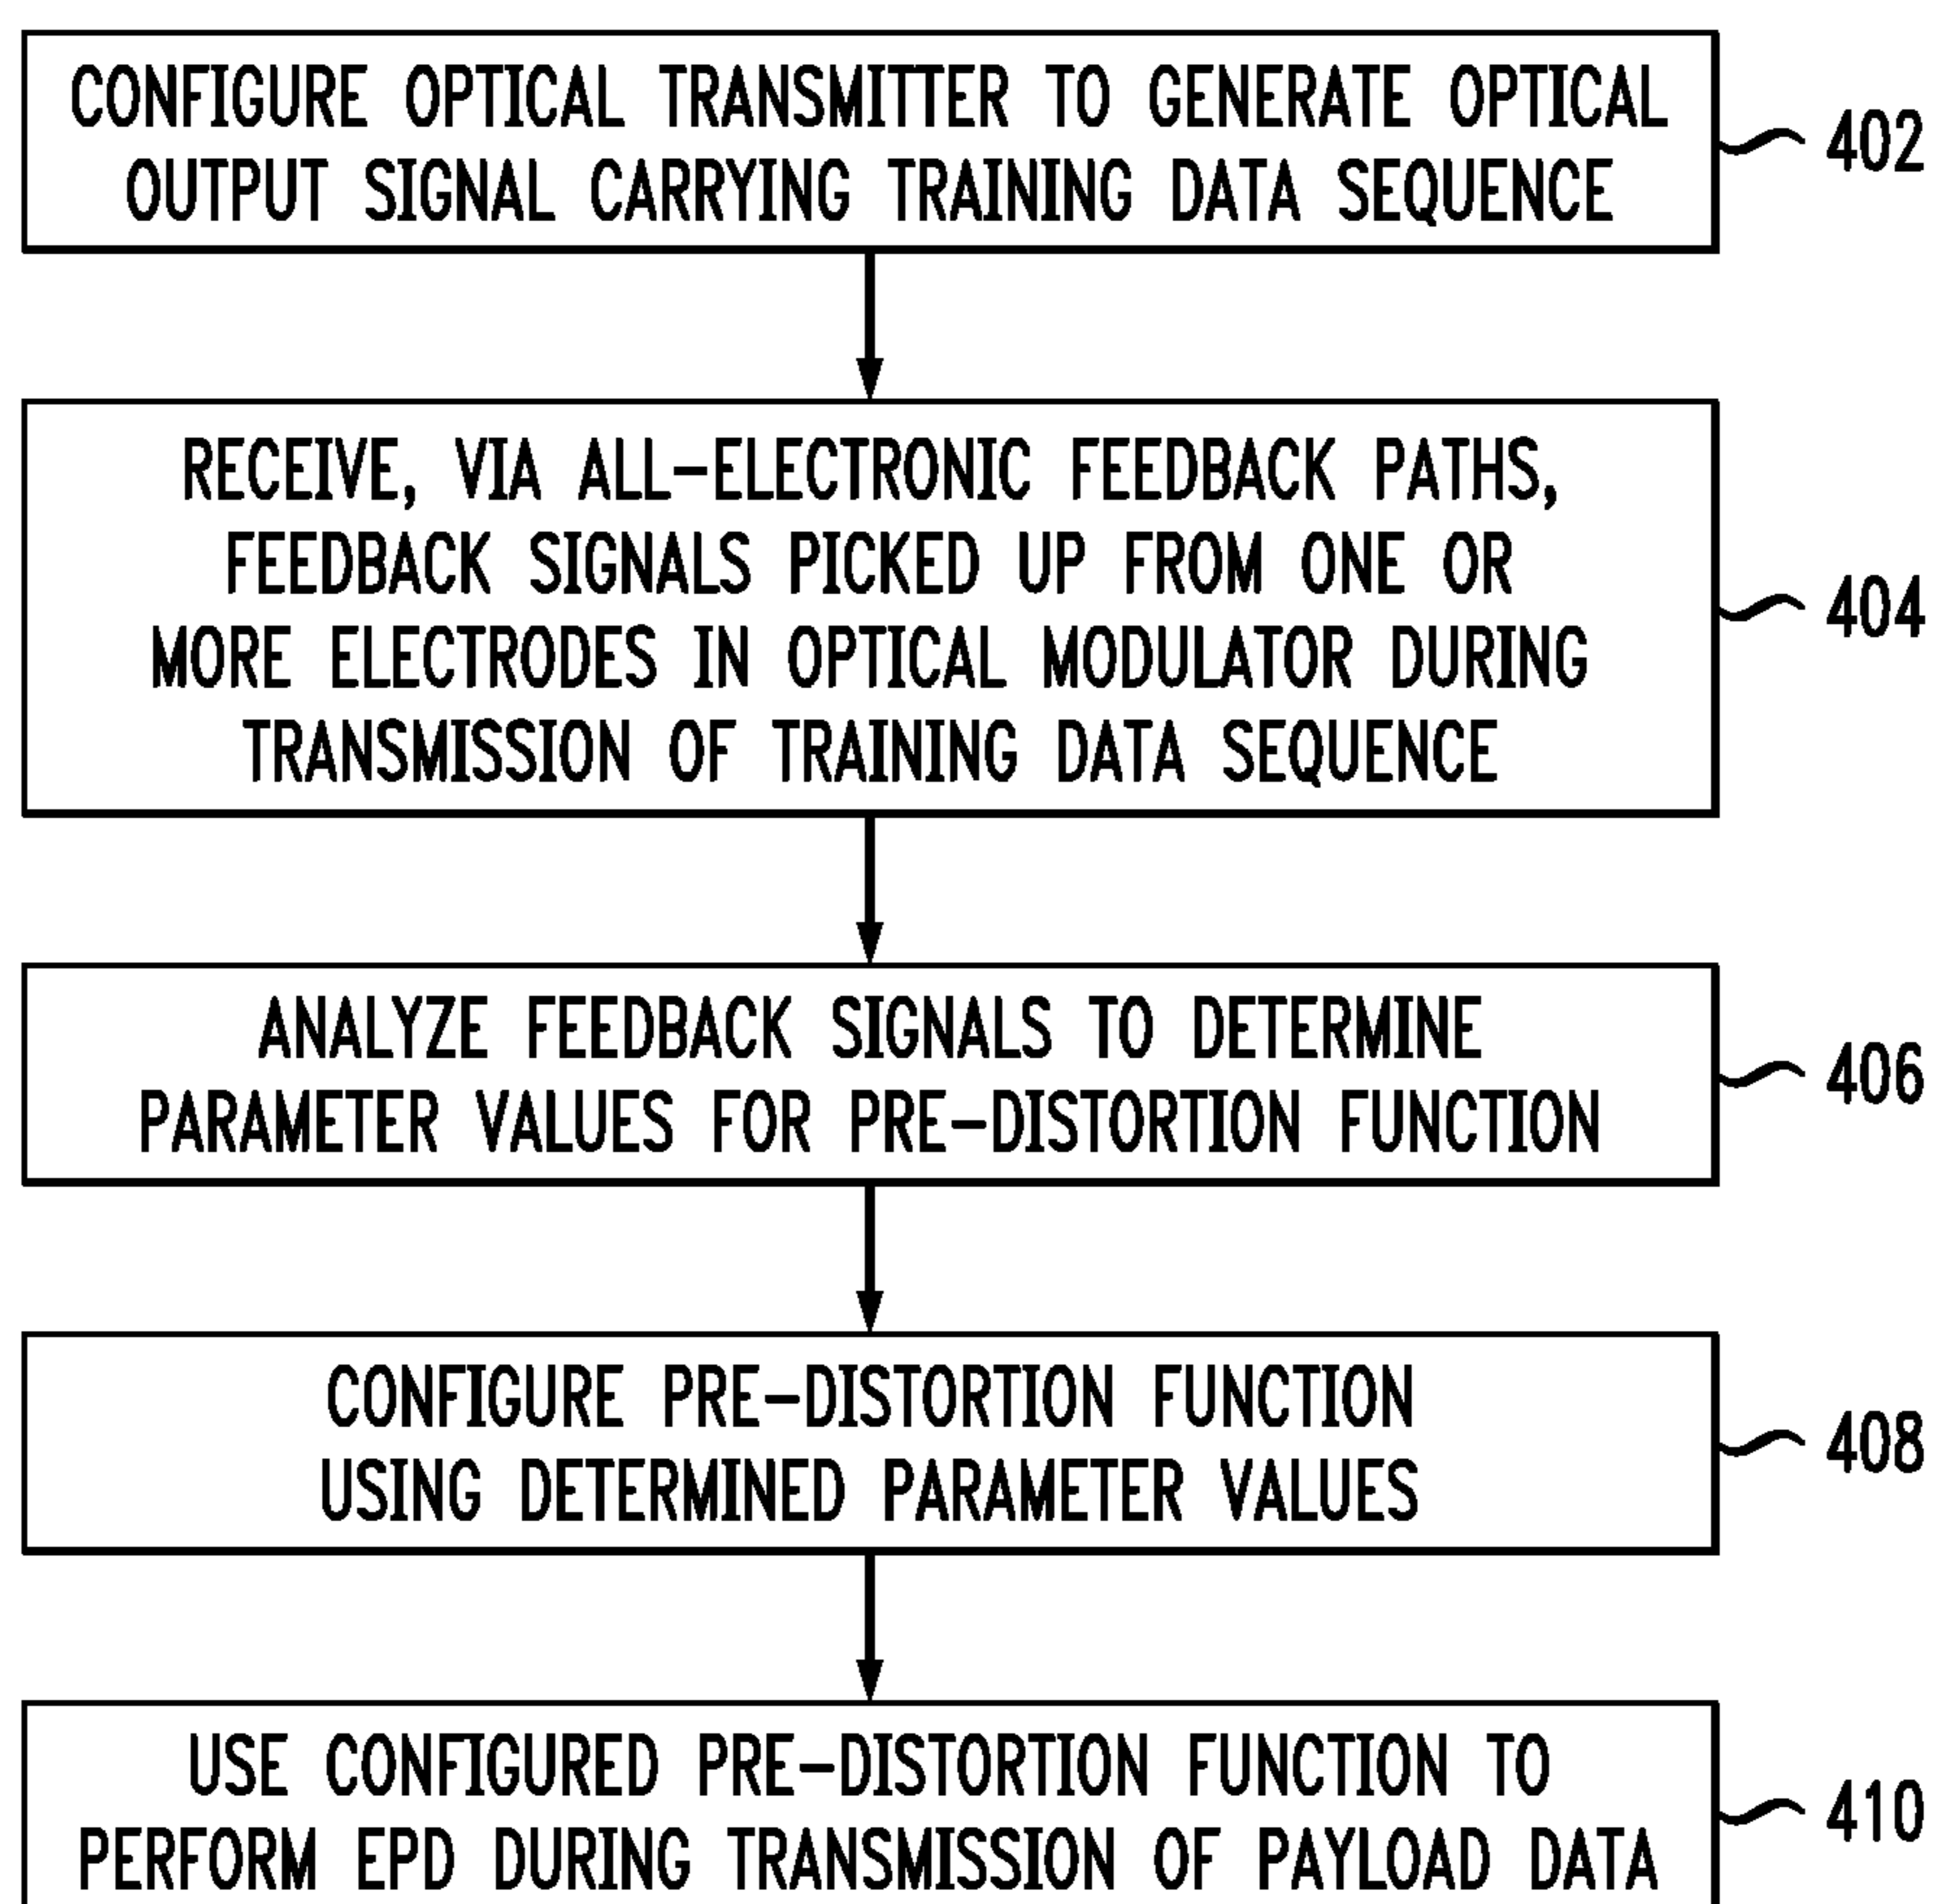 CONFIGURE OPTICAL TRANSMITTER TO GENERATE OPTICAL
OUTPUT SIGNAL CARRYING TRAINING DATA SEQUENCE
402
RECEIVE, VIA ALL-ELECTRONIC FEEDBACK PATHS,
FEEDBACK SIGNALS PICKED UP FROM ONE OR
MORE ELECTRODES IN OPTICAL MODULATOR DURING
TRANSMISSION OF TRAINING DATA SEQUENCE
404
ANALYZE FEEDBACK SIGNALS TO DETERMINE
PARAMETER VALUES FOR PRE-DISTORTION FUNCTION
406
CONFIGURE PRE-DISTORTION FUNCTION
USING DETERMINED PARAMETER VALUES
408
USE CONFIGURED PRE-DISTORTION FUNCTION TO
PERFORM EPD DURING TRANSMISSION OF PAYLOAD DATA
410